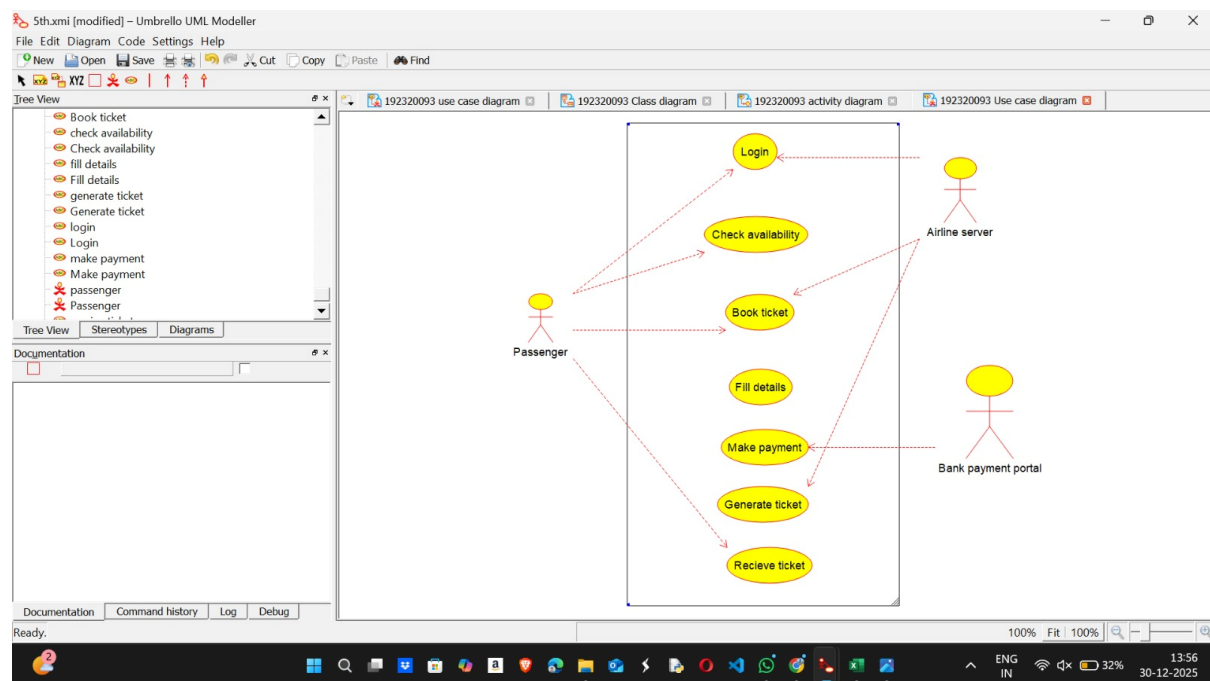 5th.xmi [modified] – Umbrello UML Modeller
File Edit Diagram Code Settings Help
New Open Save Cut Copy Paste Find
XYZ
Tree View
192320093 use case diagram
192320093 Class diagram
192320093 activity diagram
192320093 Use case diagram
Book ticket
check availability
Check availability
fill details
Fill details
generate ticket
Generate ticket
login
Login
make payment
Make payment
passenger
Passenger
Tree View Stereotypes Diagrams
Documentation
Login
Airline server
Check availability
Book ticket
Passenger
Fill details
Make payment
Bank payment portal
Generate ticket
Recieve ticket
Documentation Command history Log Debug
Ready.
100% Fit 100%
2
ENG
IN
32%
13:56
30-12-2025